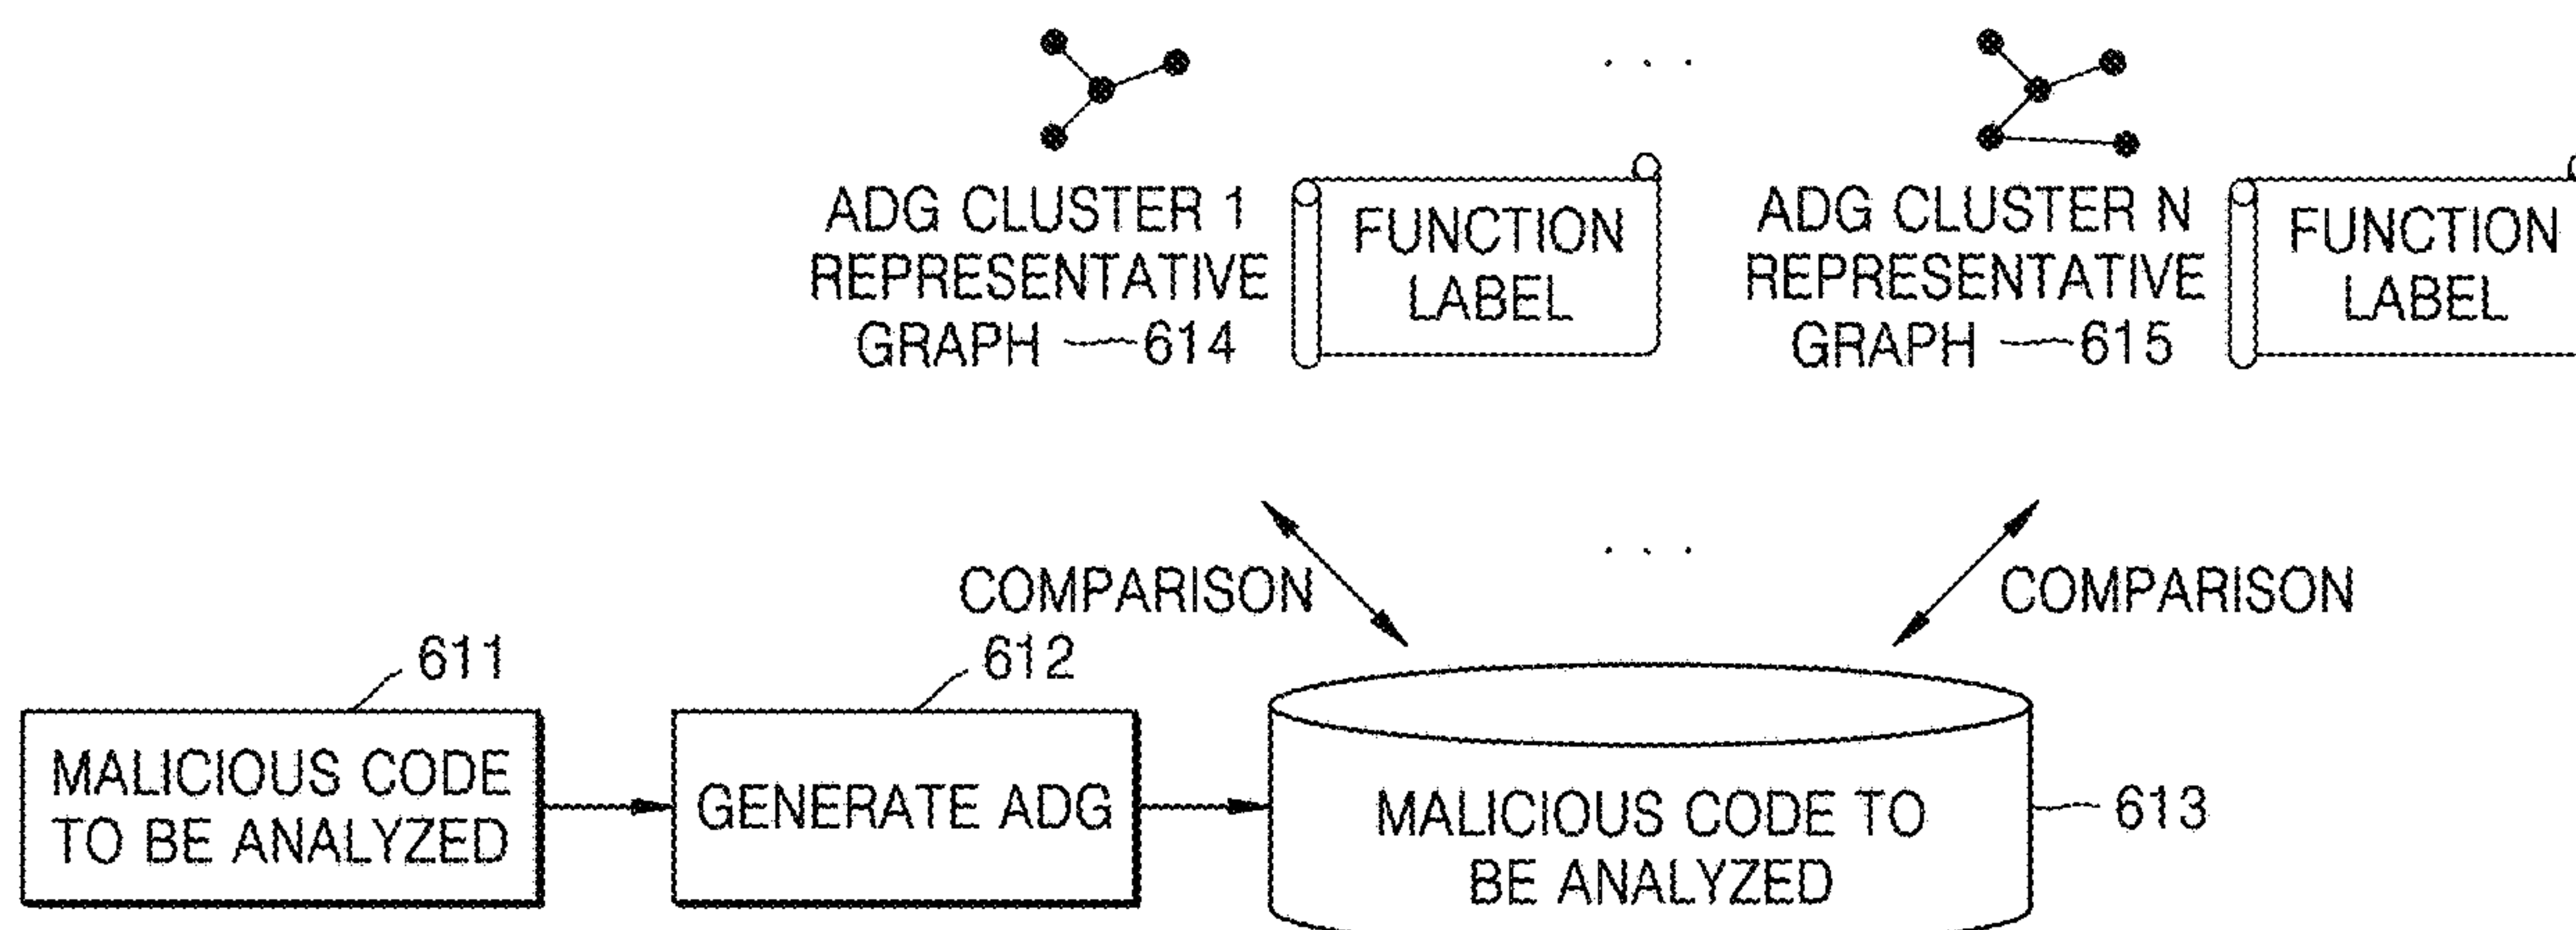 . . .
ADG CLUSTER 1
REPRESENTATIVE
GRAPH 614
FUNCTION
LABEL
ADG CLUSTER N
REPRESENTATIVE
GRAPH 615
FUNCTION
LABEL
. . .
COMPARISON
COMPARISON
611
612
MALICIOUS CODE
TO BE ANALYZED
GENERATE ADG
MALICIOUS CODE TO
BE ANALYZED
613